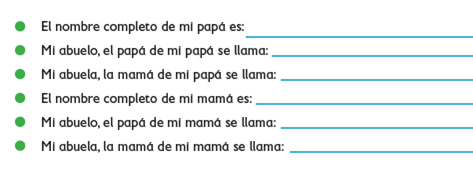 El nombre completo de mi papá es:
Mi abuelo, el papá de mi papá se llama:
Mi abuela, la mamá de mi papá se llama:
El nombre completo de mi mamá es:
Mi abuelo, el papá de mi mamá se llama:
Mi abuela, la mamá de mi mamá se llama: